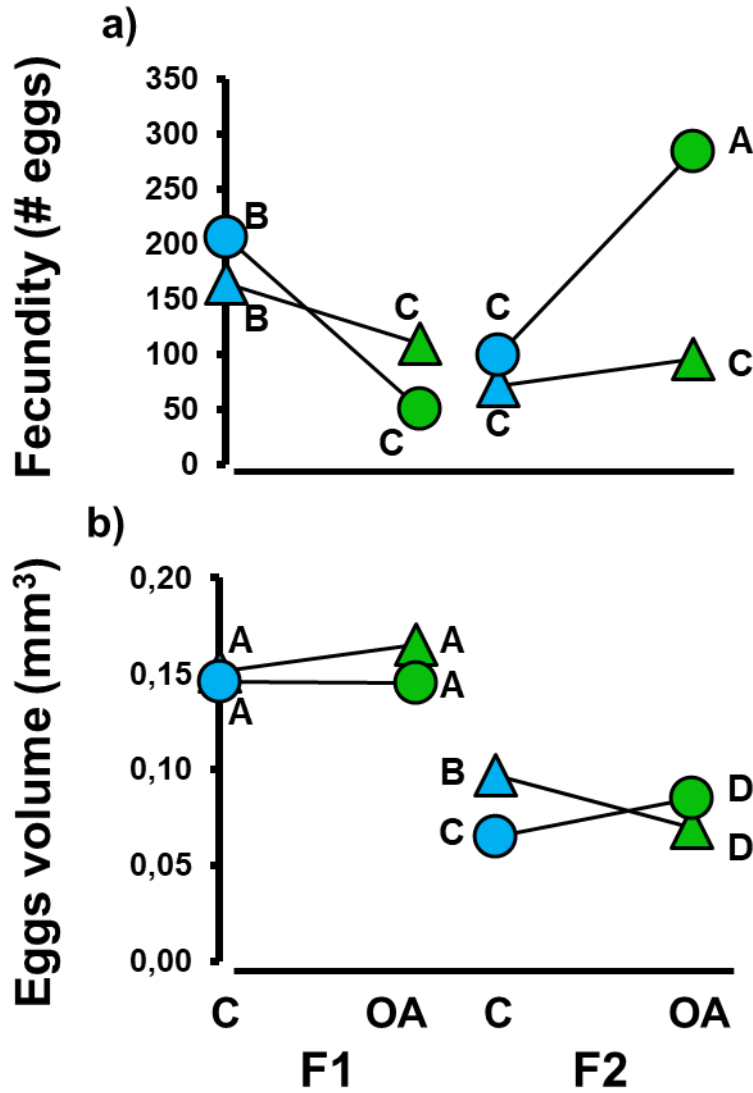 a)
Fecundity (# eggs)
350
300
250
200
150
100
50
0
B
B
C
C
C
C
A
C
b)
Eggs volume (mm³)
0,20
0,15
0,10
0,05
0,00
A
A
A
A
B
C
D
D
C OA C OA
F1 F2